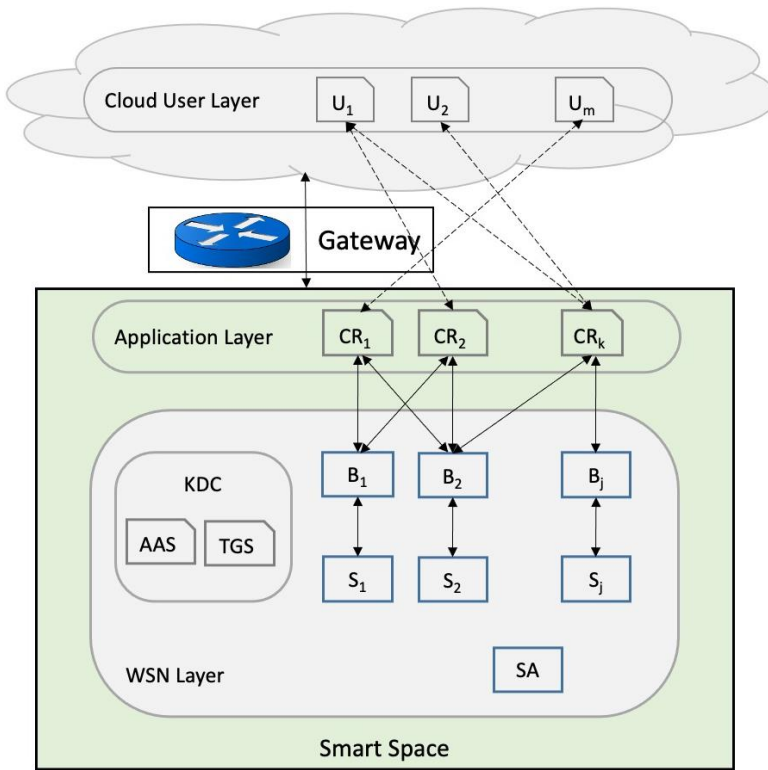 Cloud User Layer U₁ U₂ Uₘ
Gateway
Application Layer CR₁ CR₂ CRₖ
KDC B₁ B₂ Bⱼ
AAS TGS S₁ S₂ Sⱼ
WSN Layer SA
Smart Space